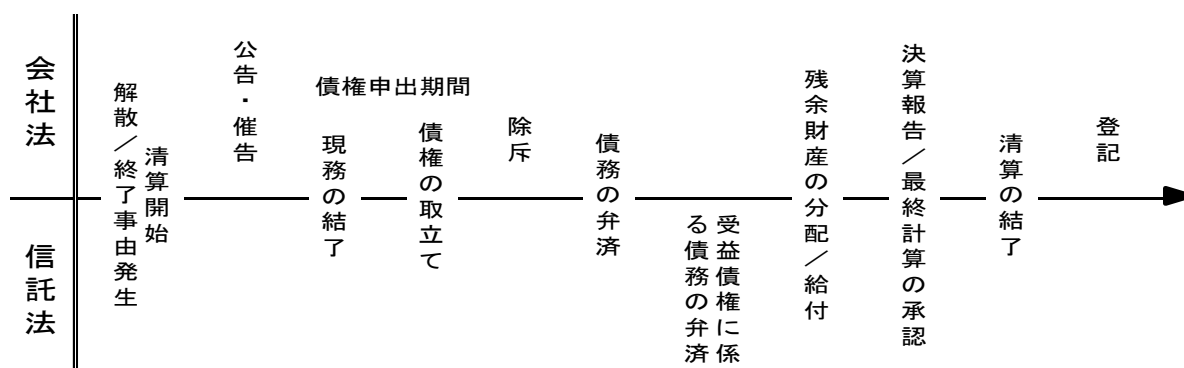 会社法
信託法
解散／終了事由発生
清算開始
公告・催告
債権申出期間
現務の結了
債権の取立て
除斥
債務の弁済
受益債権に係
る債務の弁済
残余財産の分配／給付
決算報告／最終計算の承認
清算の結了
登記